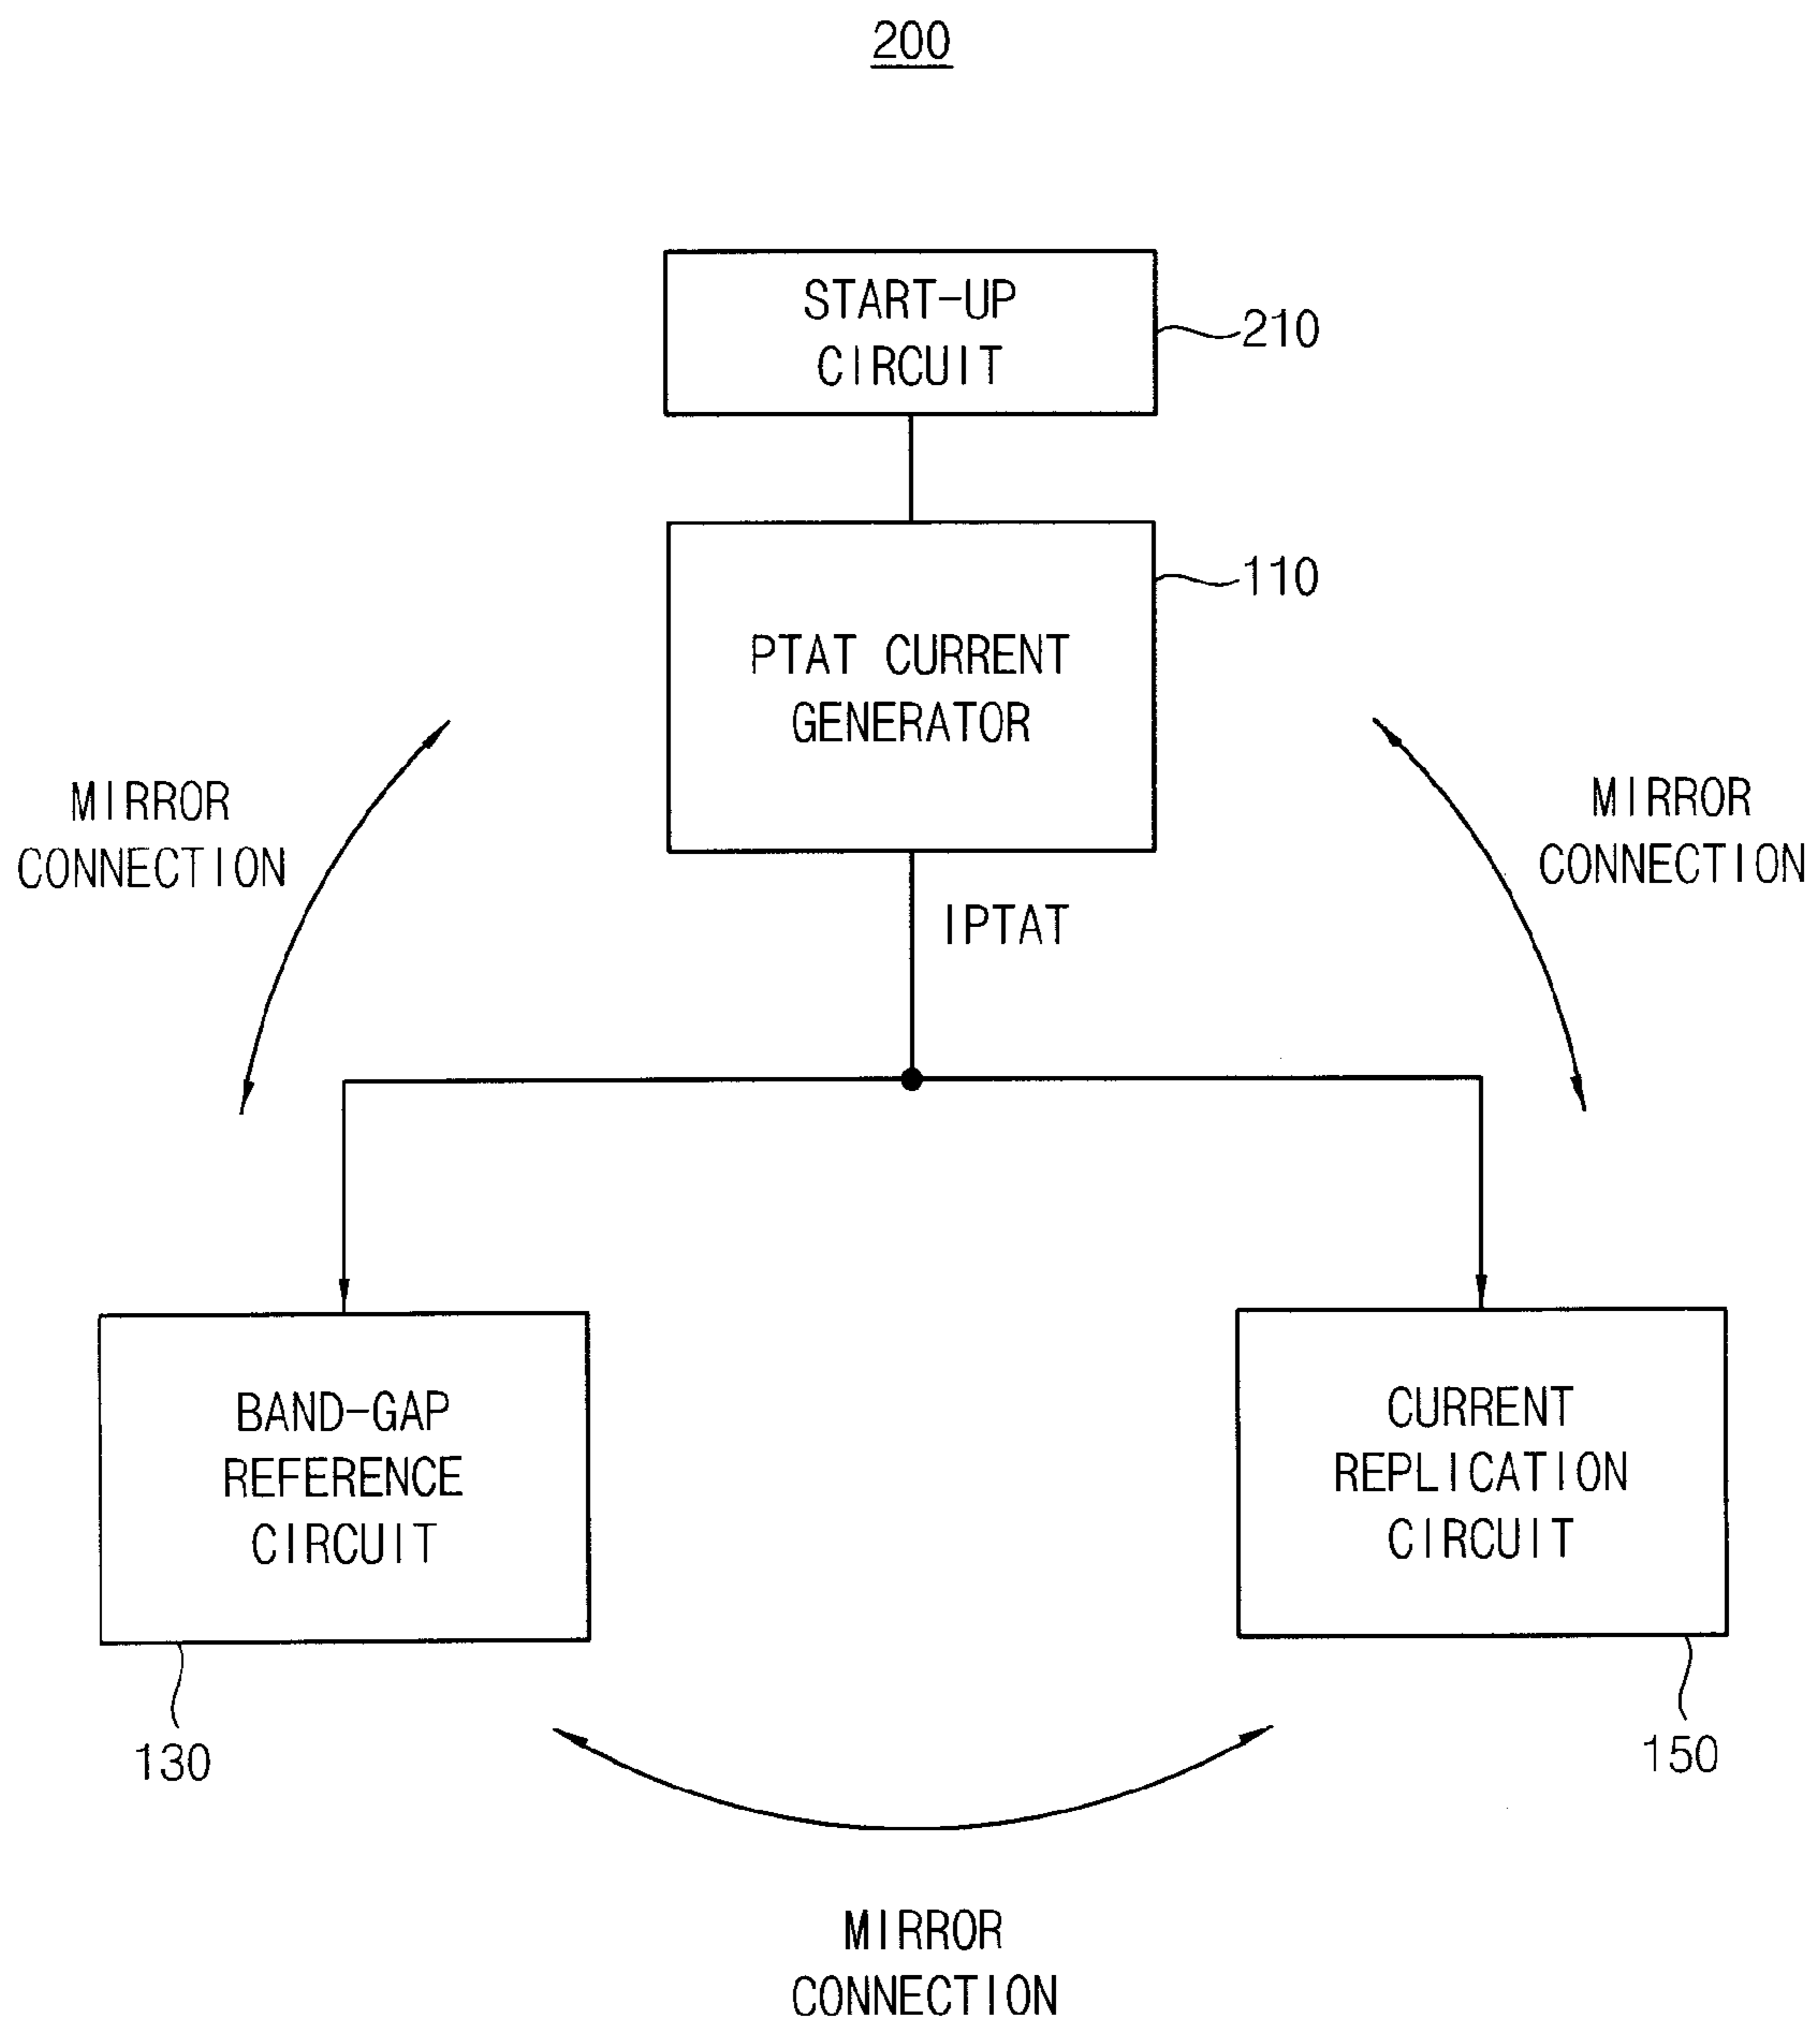 200
START-UP
CIRCUIT
210
110
PTAT CURRENT
GENERATOR
MIRROR
CONNECTION
MIRROR
CONNECTION
IPTAT
BAND-GAP
REFERENCE
CIRCUIT
CURRENT
REPLICATION
CIRCUIT
130
150
MIRROR
CONNECTION